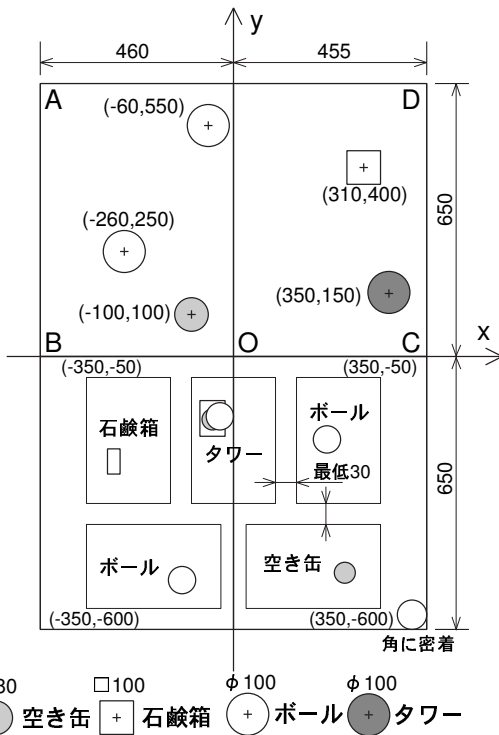 y
460
455
A
D
(-60,550)
(310,400)
650
(-260,250)
(350,150)
(-100,100)
x
B
O
C
(-350,-50)
(350,-50)
石鹸箱
ボール
タワー
最低30
650
ボール
空き缶
(-350,-600)
(350,-600)
角に密着
□100
φ100
φ100
空き缶
石鹸箱
ボール
タワー